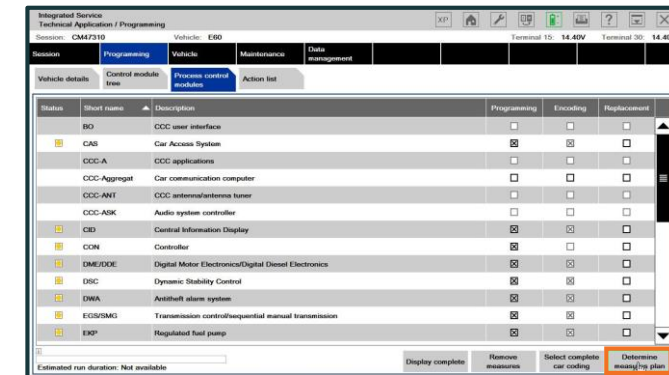 Integrated Service
Technical Application / Programming
XP
?
Session: CM47310 Vehicle: E60 Terminal 15: 14.40V Terminal 30: 14.40
Session Programming Vehicle Maintenance Data management
Vehicle details Control module tree Process control modules Action list
Status Short name Description Programming Encoding Replacement
BO CCC user interface
CAS Car Access System
CCC-A CCC applications
CCC-Aggregat Car communication computer
CCC-ANT CCC antenna/antenna tuner
CCC-ASK Audio system controller
CID Central Information Display
CON Controller
DME/DDE Digital Motor Electronics/Digital Diesel Electronics
DSC Dynamic Stability Control
DWA Antitheft alarm system
EGS/SMG Transmission control/sequential manual transmission
EKP Regulated fuel pump
Estimated run duration: Not available
Display complete Remove measures Select complete car coding Determine measures plan